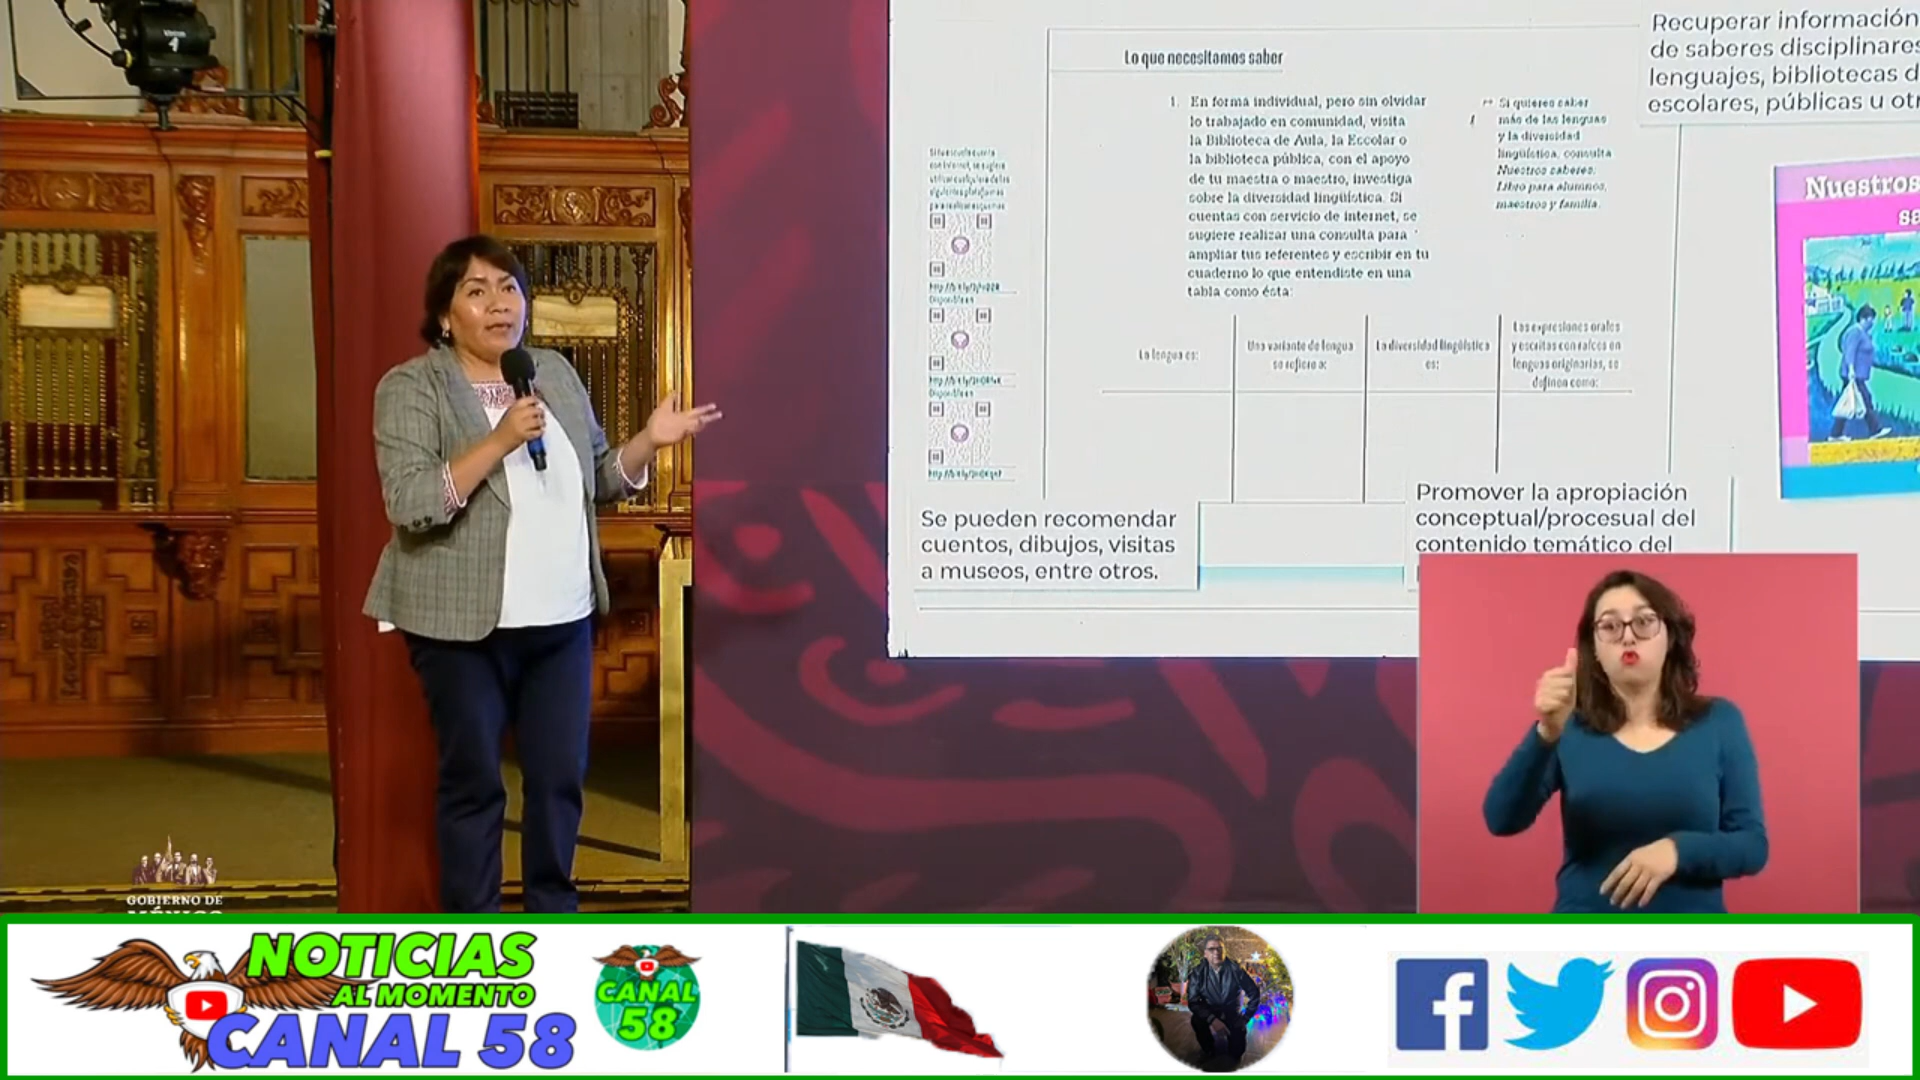 Recuperar información
de saberes disciplinares
lenguajes, bibliotecas d
escolares, públicas u otr
Lo que necesitamos saber
1. En forma individual, pero sin olvidar
lo trabajado en comunidad, visita
la Biblioteca de Aula, la Escolar o
la biblioteca pública, con el apoyo
de tu maestra o maestro, investiga
sobre la diversidad lingüística. Si
cuentas con servicio de internet, se
sugiere realizar una consulta para
ampliar tus referentes y escribir en tu
cuaderno lo que entendiste en una
tabla como ésta:
Si quieres saber
más de las lenguas
y la diversidad
lingüística, consulta
Nuestros saberes:
Libro para alumnos,
maestros y familia.
La lengua es:
Una variante de lengua
se refiere a:
La diversidad lingüística
es:
Las expresiones orales
y escritas con raíces en
lenguas originarias, se
definen como:
Nuestros
sa
Se pueden recomendar
cuentos, dibujos, visitas
a museos, entre otros.
Promover la apropiación
conceptual/procesual del
contenido temático del
GOBIERNO DE
MÉXICO
NOTICIAS
AL MOMENTO
CANAL 58
CANAL
58